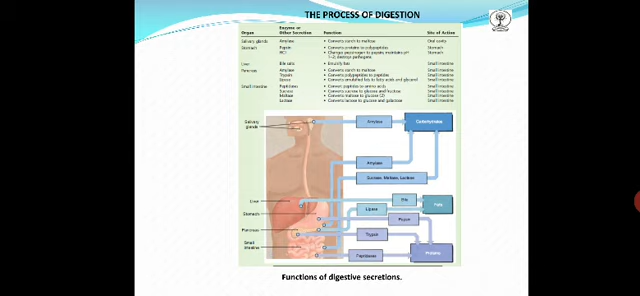 THE PROCESS OF DIGESTION
Organ Enzyme or Other Secretion Function Site of Action
Salivary glands Amylase • Converts starch to maltose Oral cavity
Stomach Pepsin • Converts proteins to polypeptides Stomach
HCl • Changes pepsinogen to pepsin; maintains pH Stomach
1–2; destroys pathogens
Liver Bile salts • Emulsify fats Small intestine
Pancreas Amylase • Converts starch to maltose Small intestine
Trypsin • Converts polypeptides to peptides Small intestine
Lipase • Converts emulsified fats to fatty acids and glycerol Small intestine
Small intestine Peptidases • Converts peptides to amino acids Small intestine
Sucrase • Converts sucrose to glucose and fructose Small intestine
Maltase • Converts maltose to glucose Small intestine
Lactase • Converts lactose to glucose and galactose Small intestine
Salivary glands
Amylase
Carbohydrates
Amylase
Sucrase, Maltase, Lactase
Liver
Bile
Fats
Lipase
Stomach
Pepsin
Pancreas
Trypsin
Small intestine
Proteins
Peptidases
Functions of digestive secretions.